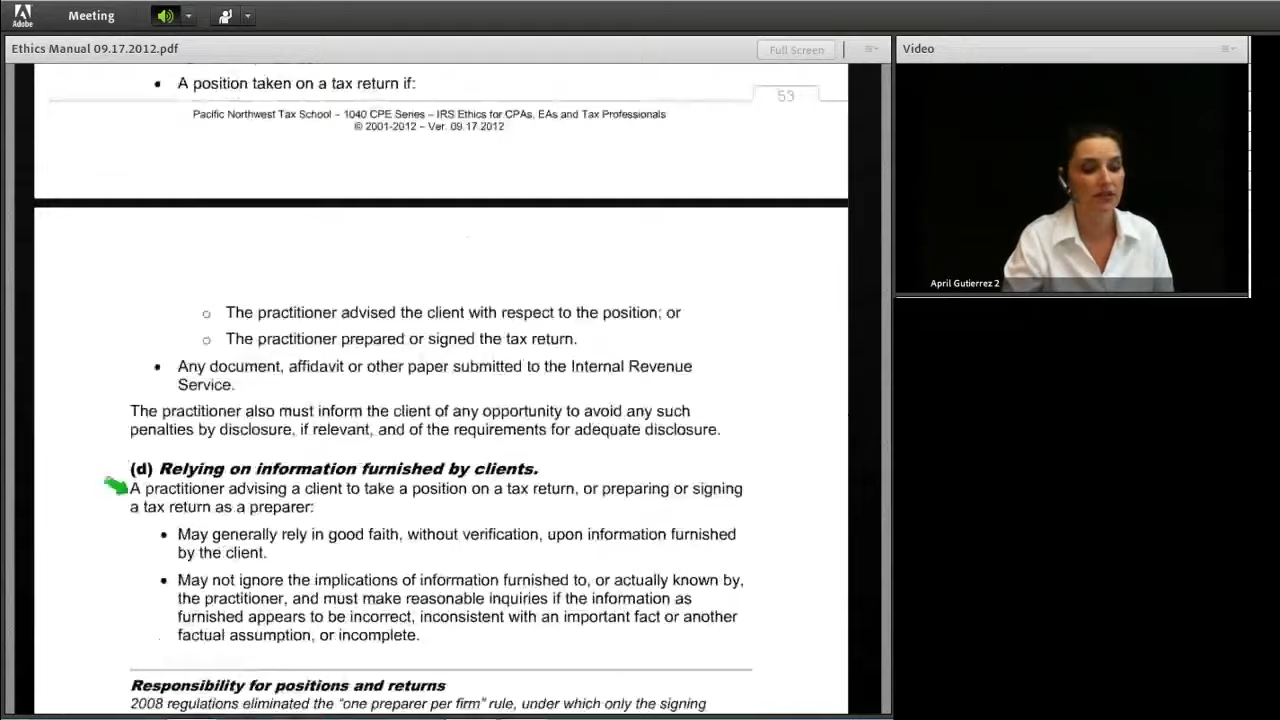 Adobe
Meeting
Ethics Manual 09.17.2012.pdf
Full Screen
Video
• A position taken on a tax return if:
53
Pacific Northwest Tax School – 1040 CPE Series – IRS Ethics for CPAs, EAs and Tax Professionals
© 2001-2012 – Ver. 09.17.2012
April Gutierrez 2
o The practitioner advised the client with respect to the position; or
o The practitioner prepared or signed the tax return.
• Any document, affidavit or other paper submitted to the Internal Revenue
Service.
The practitioner also must inform the client of any opportunity to avoid any such
penalties by disclosure, if relevant, and of the requirements for adequate disclosure.
(d) Relying on information furnished by clients.
A practitioner advising a client to take a position on a tax return, or preparing or signing
a tax return as a preparer:
• May generally rely in good faith, without verification, upon information furnished
by the client.
• May not ignore the implications of information furnished to, or actually known by,
the practitioner, and must make reasonable inquiries if the information as
furnished appears to be incorrect, inconsistent with an important fact or another
factual assumption, or incomplete.
Responsibility for positions and returns
2008 regulations eliminated the "one preparer per firm" rule, under which only the signing